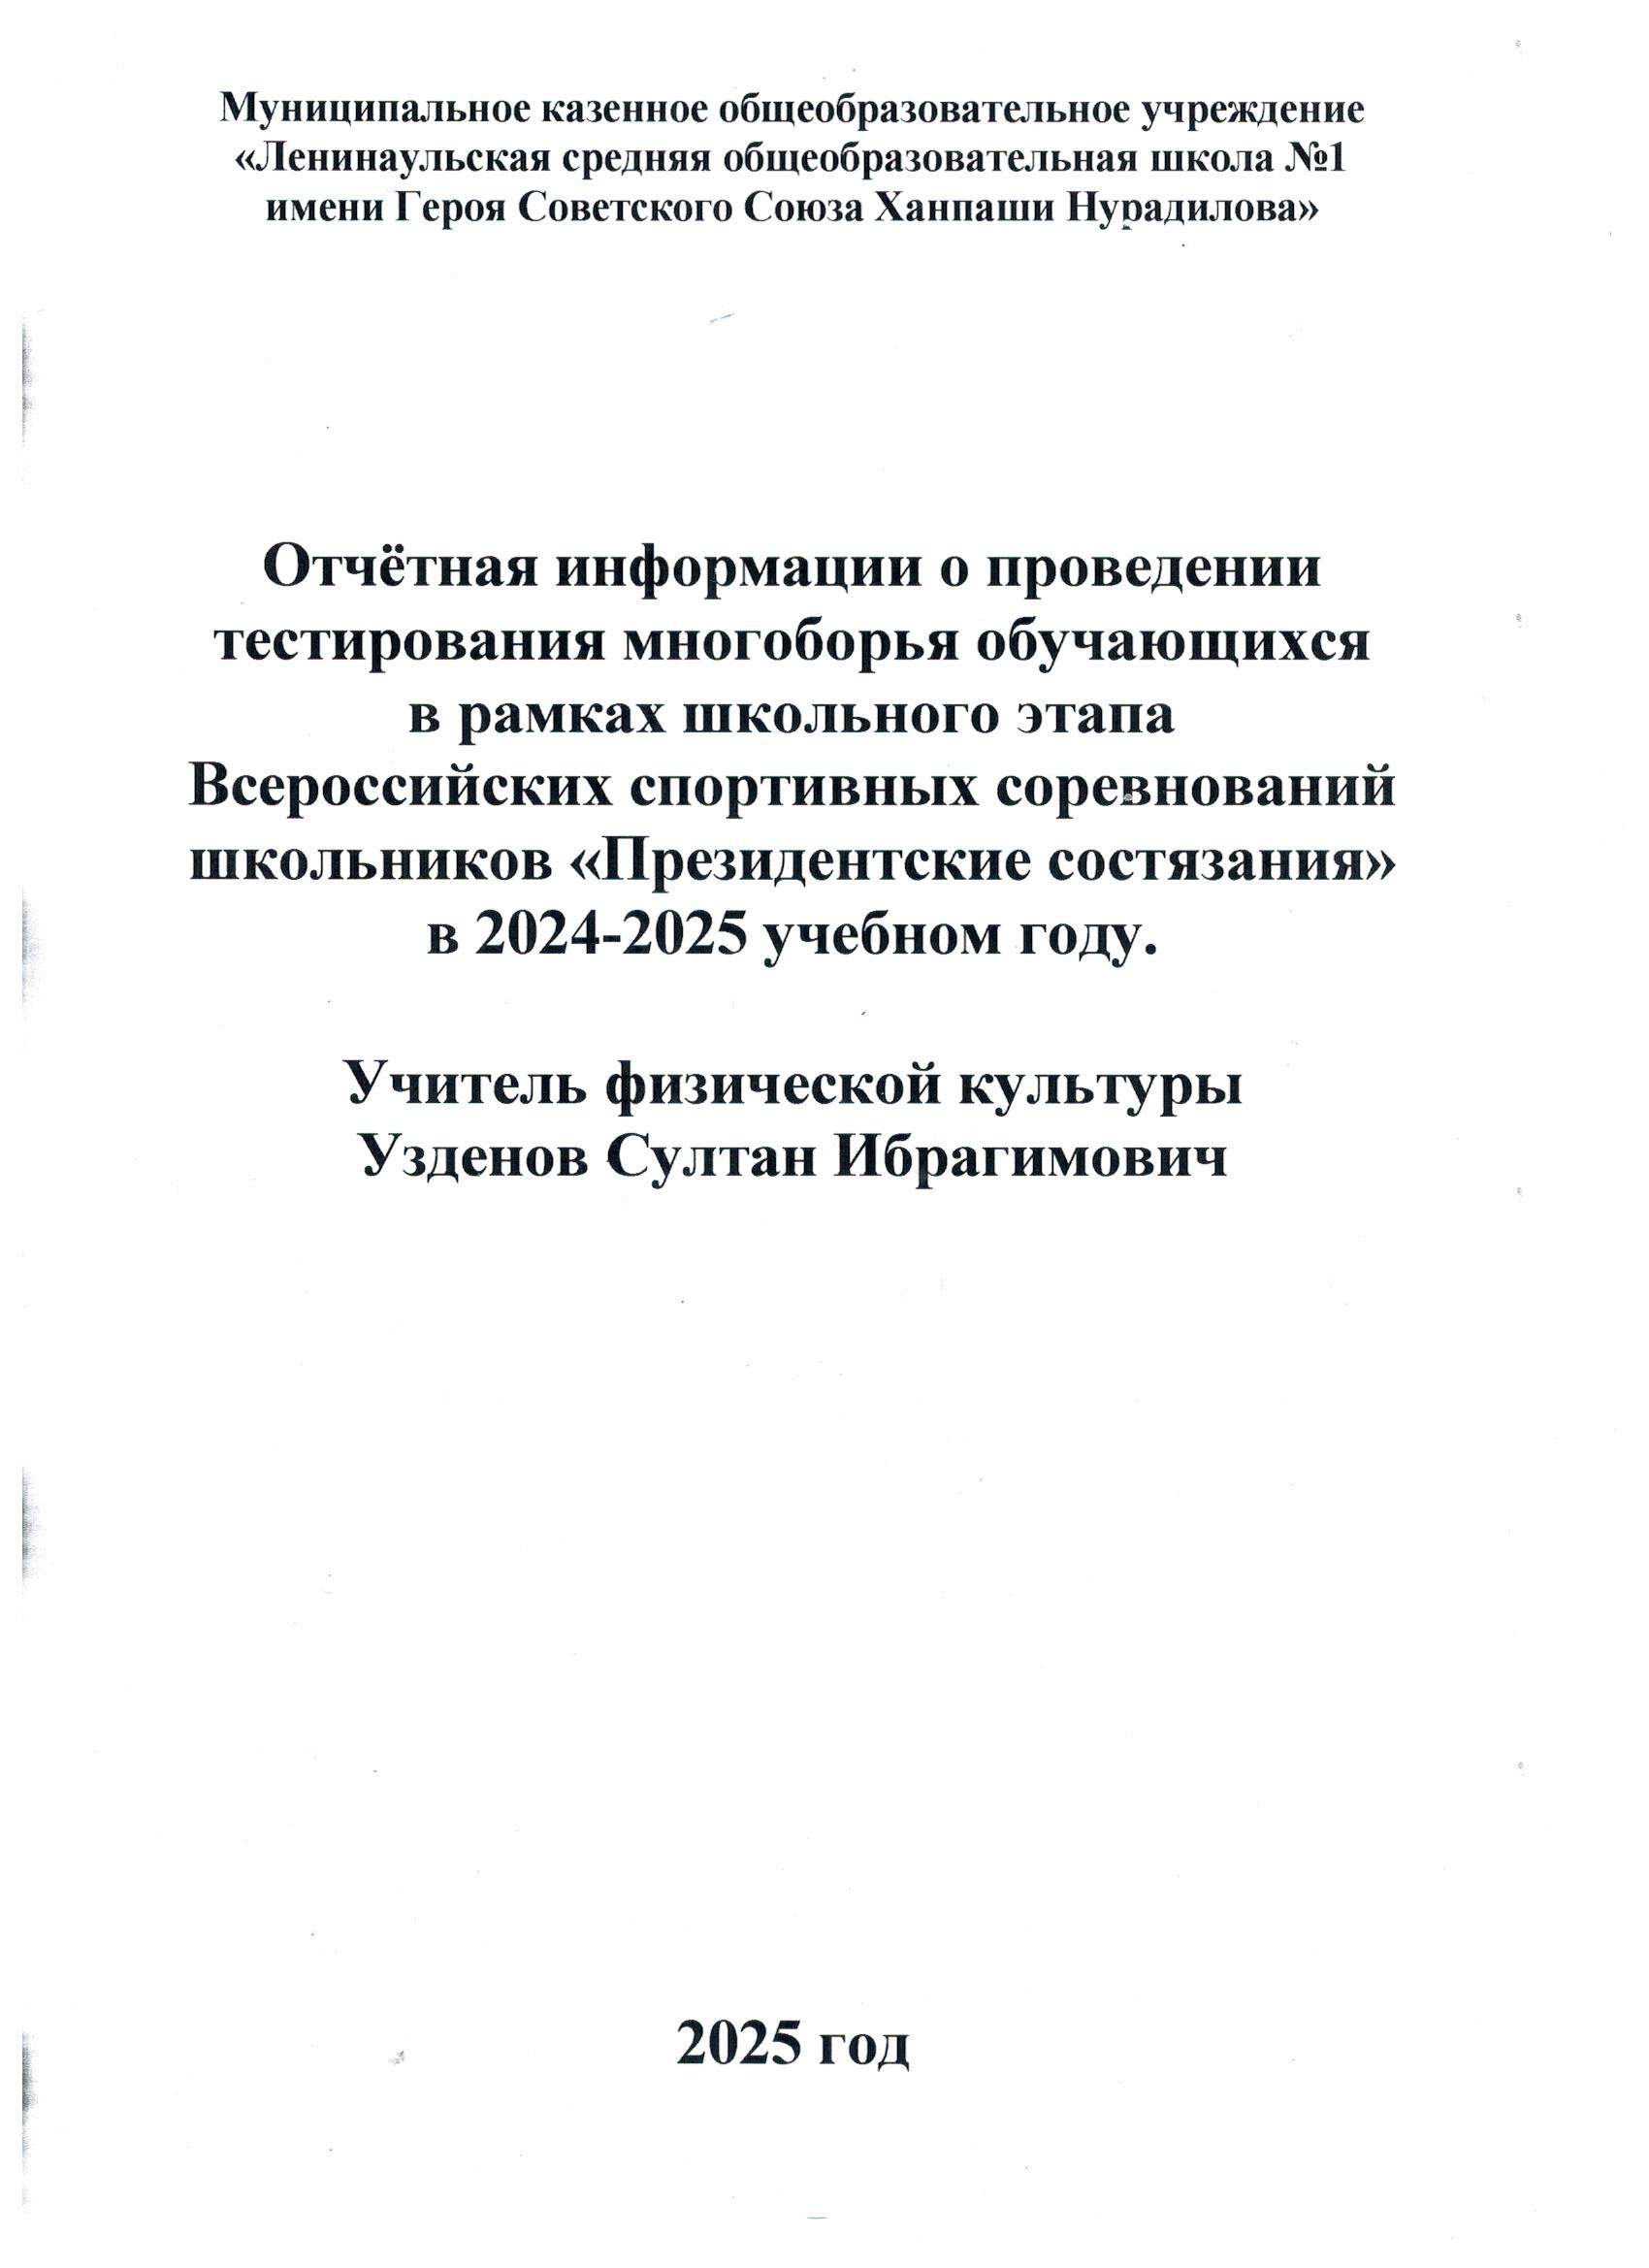 Муниципальное казенное общеобразовательное учреждение
«Ленинаульская средняя общеобразовательная школа №1
имени Героя Советского Союза Ханпаши Нурадилова»
Отчётная информации о проведении
тестирования многоборья обучающихся
в рамках школьного этапа
Всероссийских спортивных соревнований
школьников «Президентские состязания»
в 2024-2025 учебном году.
Учитель физической культуры
Узденов Султан Ибрагимович
2025 год